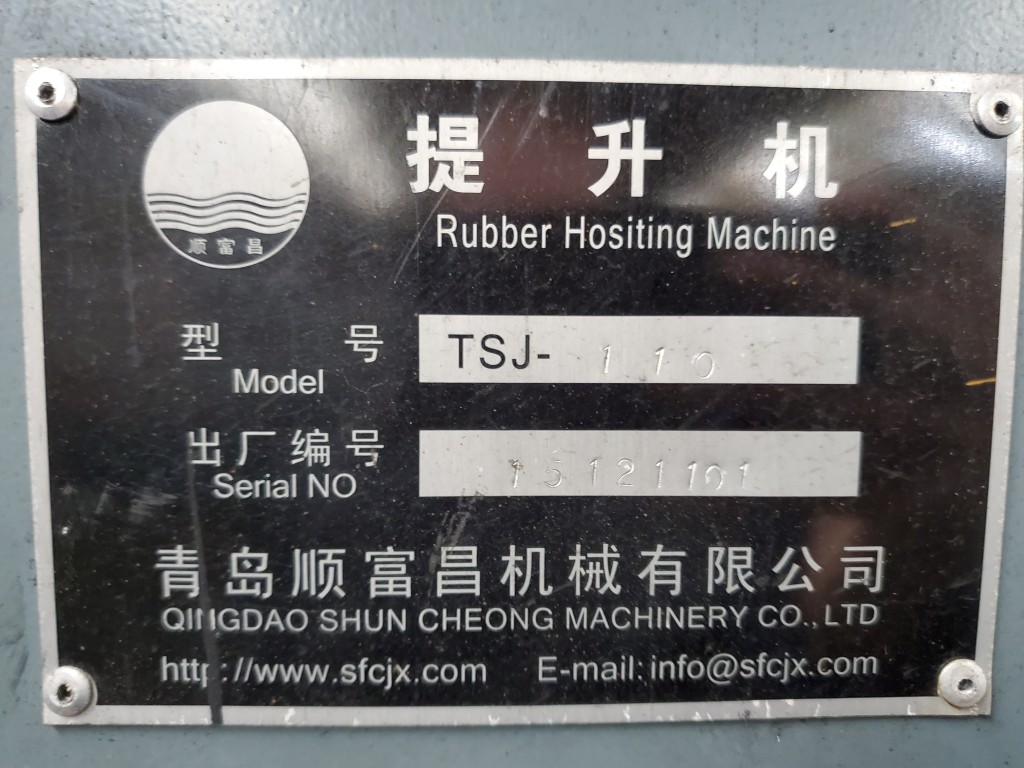 顺富昌
提升机
Rubber Hositing Machine
型号 TSJ-110
Model
出厂编号 15121101
Serial NO
青岛顺富昌机械有限公司
QINGDAO SHUN CHEONG MACHINERY CO., LTD
http://www.sfcjx.com E-mail: info@sfcjx.com